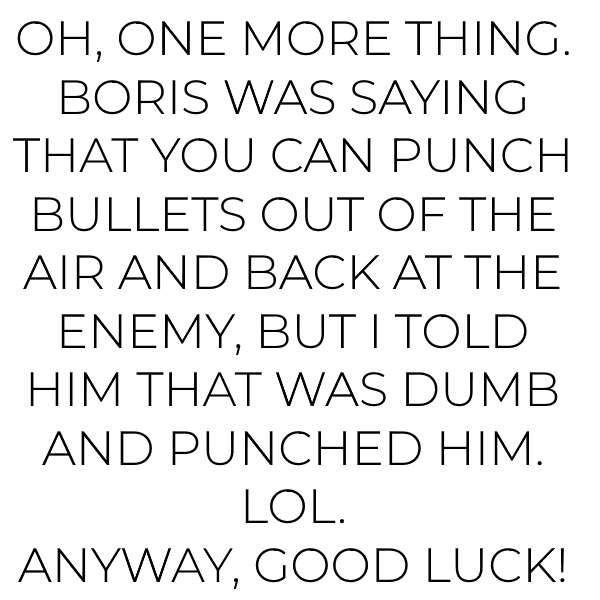 OH, ONE MORE THING.
BORIS WAS SAYING
THAT YOU CAN PUNCH
BULLETS OUT OF THE
AIR AND BACK AT THE
ENEMY, BUT I TOLD
HIM THAT WAS DUMB
AND PUNCHED HIM.
LOL.
ANYWAY, GOOD LUCK!